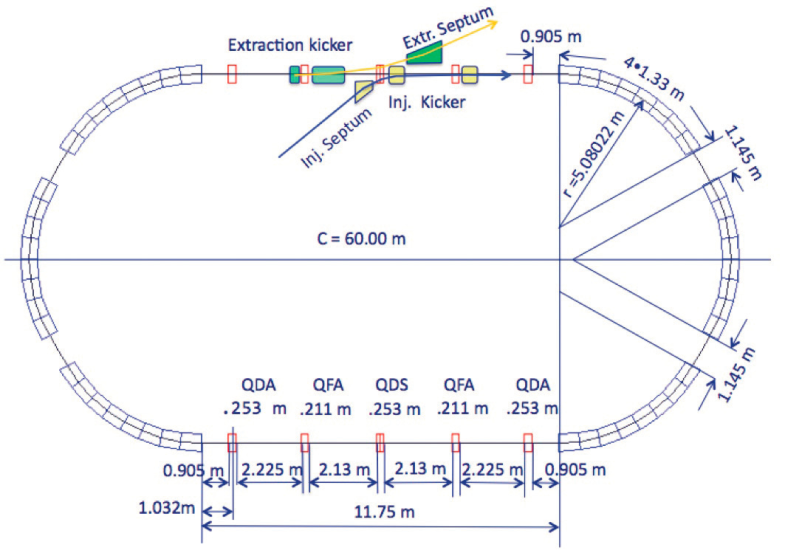 Extr. Septum
0.905 m
Extraction kicker
4•1.33 m
Inj. Kicker
Inj. Septum
1.145 m
r =5.08022 m
C = 60.00 m
1.145 m
QDA QFA QDS QFA QDA
.253 m .211 m .253 m .211 m .253 m
0.905 m 2.225 m 2.13 m 2.13 m 2.225 m 0.905 m
1.032m
11.75 m